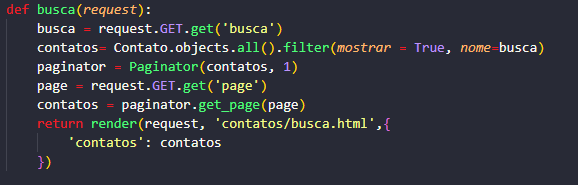 def busca(request):
    busca = request.GET.get('busca')
    contatos= Contato.objects.all().filter(mostrar = True, nome=busca)
    paginator = Paginator(contatos, 1)
    page = request.GET.get('page')
    contatos = paginator.get_page(page)
    return render(request, 'contatos/busca.html',{
        'contatos': contatos
    })